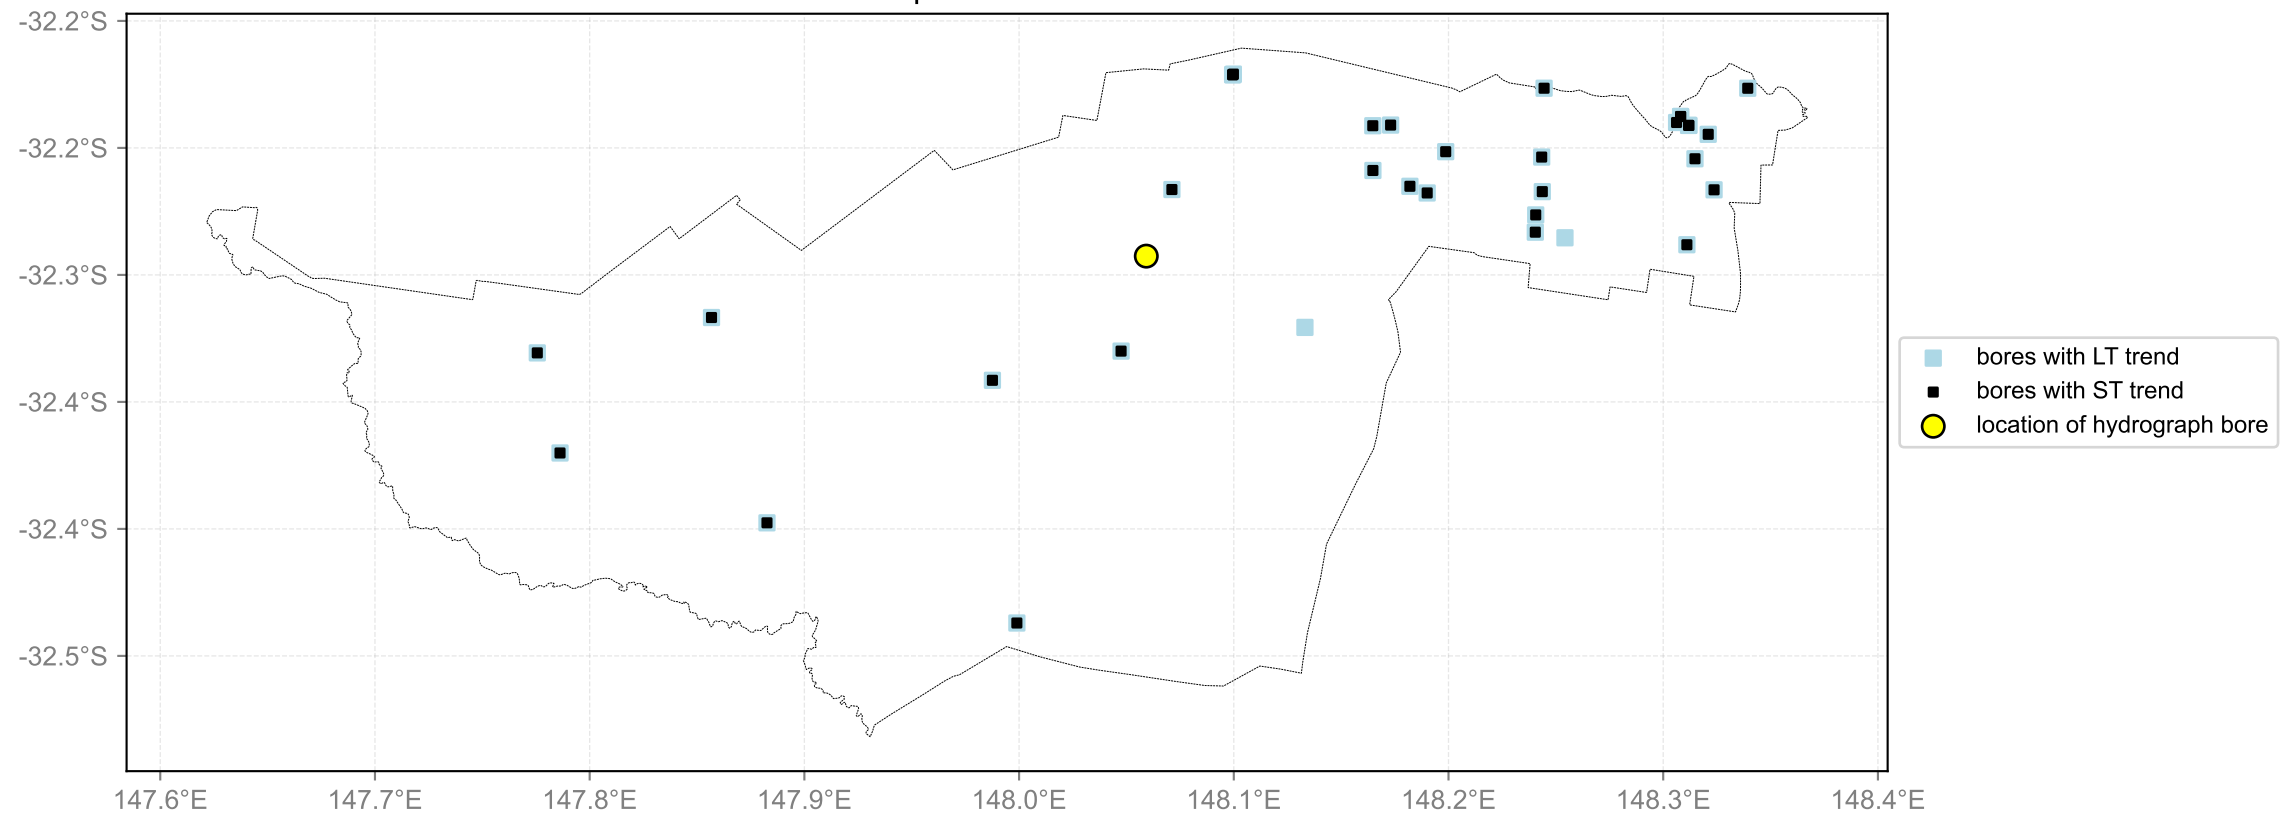 -32.2°S
-32.2°S
-32.3°S
-32.4°S
-32.4°S
-32.5°S
147.6°E
147.7°E
147.8°E
147.9°E
148.0°E
148.1°E
148.2°E
148.3°E
148.4°E
bores with LT trend
bores with ST trend
location of hydrograph bore